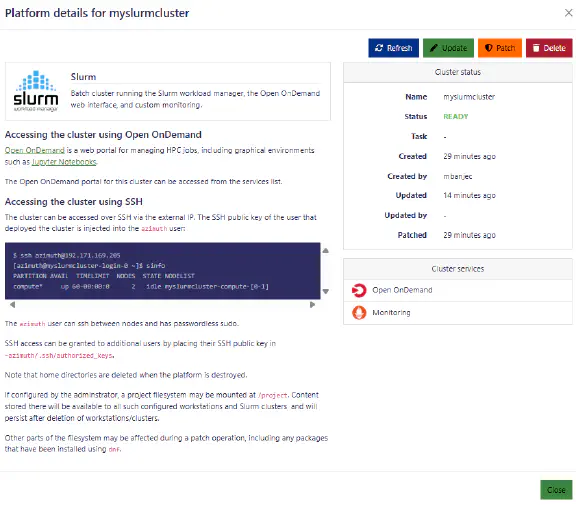 Platform details for myslurmcluster
Refresh
Update
Patch
Delete
slurm
workload manager
Slurm
Batch cluster running the Slurm workload manager, the Open OnDemand
web interface, and custom monitoring.
Accessing the cluster using Open OnDemand
Open OnDemand is a web portal for managing HPC jobs, including graphical environments
such as Jupyter Notebooks.
The Open OnDemand portal for this cluster can be accessed from the services list.
Accessing the cluster using SSH
The cluster can be accessed over SSH via the external IP. The SSH public key of the user that
deployed the cluster is injected into the azimuth user:
$ ssh azimuth@192.171.169.205
[azimuth@myslurmcluster-login-0 ~]$ sinfo
PARTITION AVAIL TIMELIMIT NODES STATE NODELIST
compute* up 60-00:00:0 2 idle myslurmcluster-compute-[0-1]
The azimuth user can ssh between nodes and has passwordless sudo.
SSH access can be granted to additional users by placing their SSH public key in
~azimuth/.ssh/authorized_keys.
Note that home directories are deleted when the platform is destroyed.
If configured by the adminstrator, a project filesystem may be mounted at /project. Content
stored there will be available to all such configured workstations and Slurm clusters and will
persist after deletion of workstations/clusters.
Other parts of the filesystem may be affected during a patch operation, including any packages
that have been installed using dnf.
Cluster status
Name myslurmcluster
Status READY
Task -
Created 29 minutes ago
Created by mbanjec
Updated 14 minutes ago
Updated by -
Patched 29 minutes ago
Cluster services
Open OnDemand
Monitoring
Close